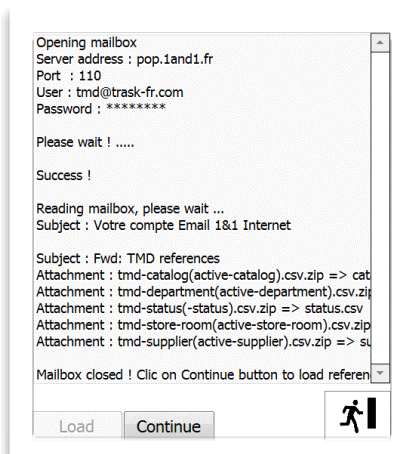 Opening mailbox
Server address : pop.1and1.fr
Port  : 110
User : tmd@trask-fr.com
Password : ********
Please wait ! .....
Success !
Reading mailbox, please wait ...
Subject : Votre compte Email 1&1 Internet
Subject : Fwd: TMD references
Attachment : tmd-catalog(active-catalog).csv.zip => cat
Attachment : tmd-department(active-department).csv.zip
Attachment : tmd-status(-status).csv.zip => status.csv
Attachment : tmd-store-room(active-store-room).csv.zip
Attachment : tmd-supplier(active-supplier).csv.zip => su
Mailbox closed ! Clic on Continue button to load referen
Load
Continue